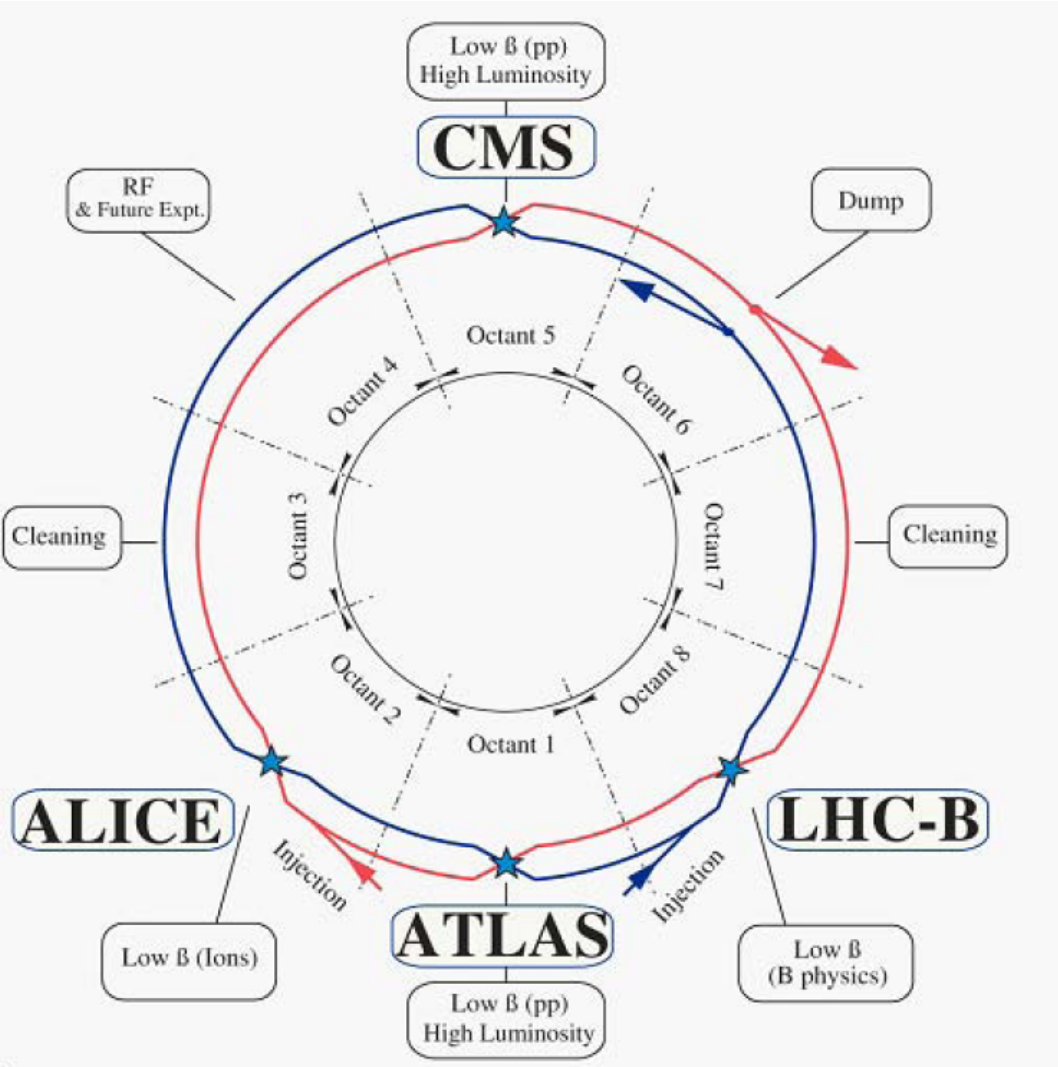 Low ß (pp)
High Luminosity
CMS
RF
& Future Expt.
Dump
Octant 5
Octant 4
Octant 6
Cleaning
Octant 3
Octant 7
Cleaning
Octant 2
Octant 8
Octant 1
ALICE
LHC-B
Injection
Injection
ATLAS
Low ß (Ions)
Low ß
(B physics)
Low ß (pp)
High Luminosity